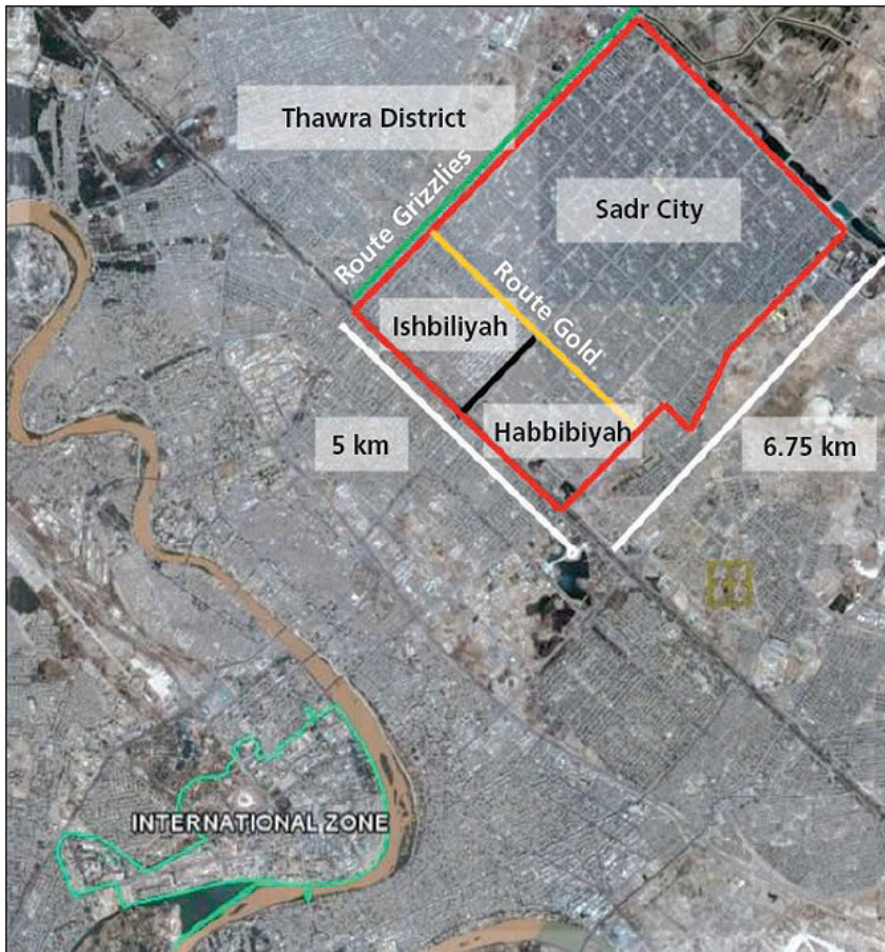 Thawra District
Route Grizzlies
Sadr City
Route Gold
Ishbiliyah
Habbibiyah
5 km
6.75 km
INTERNATIONAL ZONE